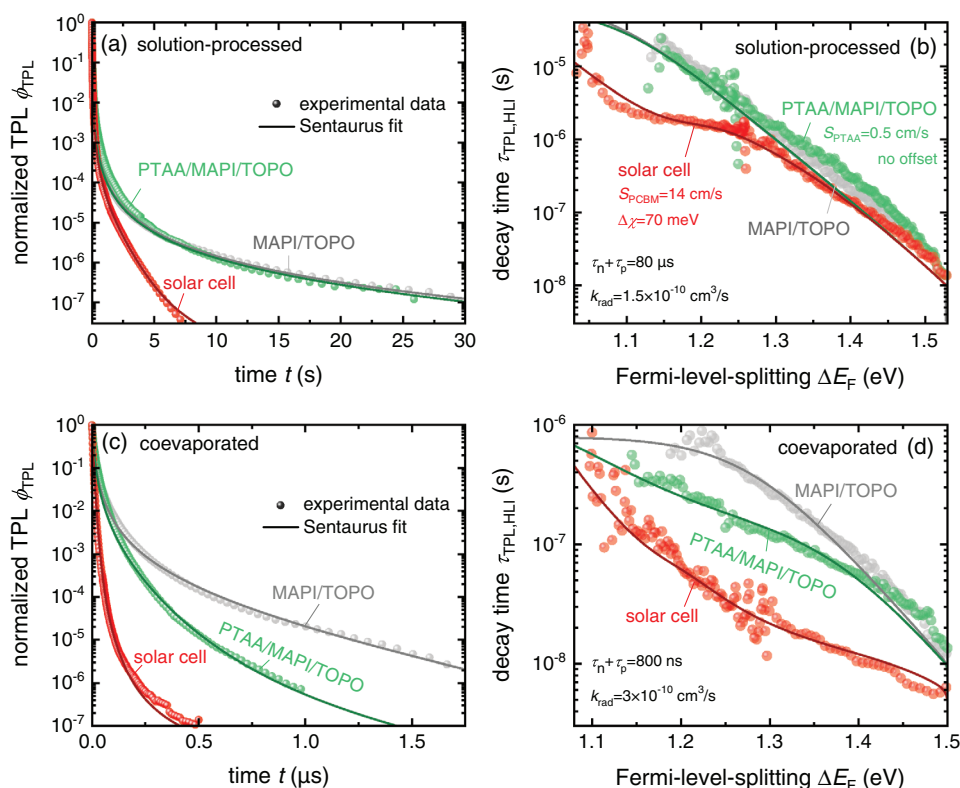 (a) solution-processed
experimental data
Sentaurus fit
PTAA/MAPI/TOPO
MAPI/TOPO
solar cell
normalized TPL ϕTPL
10⁰
10⁻¹
10⁻²
10⁻³
10⁻⁴
10⁻⁵
10⁻⁶
10⁻⁷
0 5 10 15 20 25 30
time t (s)
solution-processed (b)
PTAA/MAPI/TOPO
SPTAA=0.5 cm/s
no offset
solar cell
SPCBM=14 cm/s
Δχ=70 meV
MAPI/TOPO
τn+τp=80 μs
krad=1.5×10⁻¹⁰ cm³/s
decay time τTPL,HLI (s)
10⁻⁵
10⁻⁶
10⁻⁷
10⁻⁸
1.1 1.2 1.3 1.4 1.5
Fermi-level-splitting ΔEF (eV)
(c) coevaporated
experimental data
Sentaurus fit
MAPI/TOPO
PTAA/MAPI/TOPO
solar cell
normalized TPL ϕTPL
10⁰
10⁻¹
10⁻²
10⁻³
10⁻⁴
10⁻⁵
10⁻⁶
10⁻⁷
0.0 0.5 1.0 1.5
time t (μs)
coevaporated (d)
MAPI/TOPO
PTAA/MAPI/TOPO
solar cell
τn+τp=800 ns
krad=3×10⁻¹⁰ cm³/s
decay time τTPL,HLI (s)
10⁻⁶
10⁻⁷
10⁻⁸
1.1 1.2 1.3 1.4 1.5
Fermi-level-splitting ΔEF (eV)